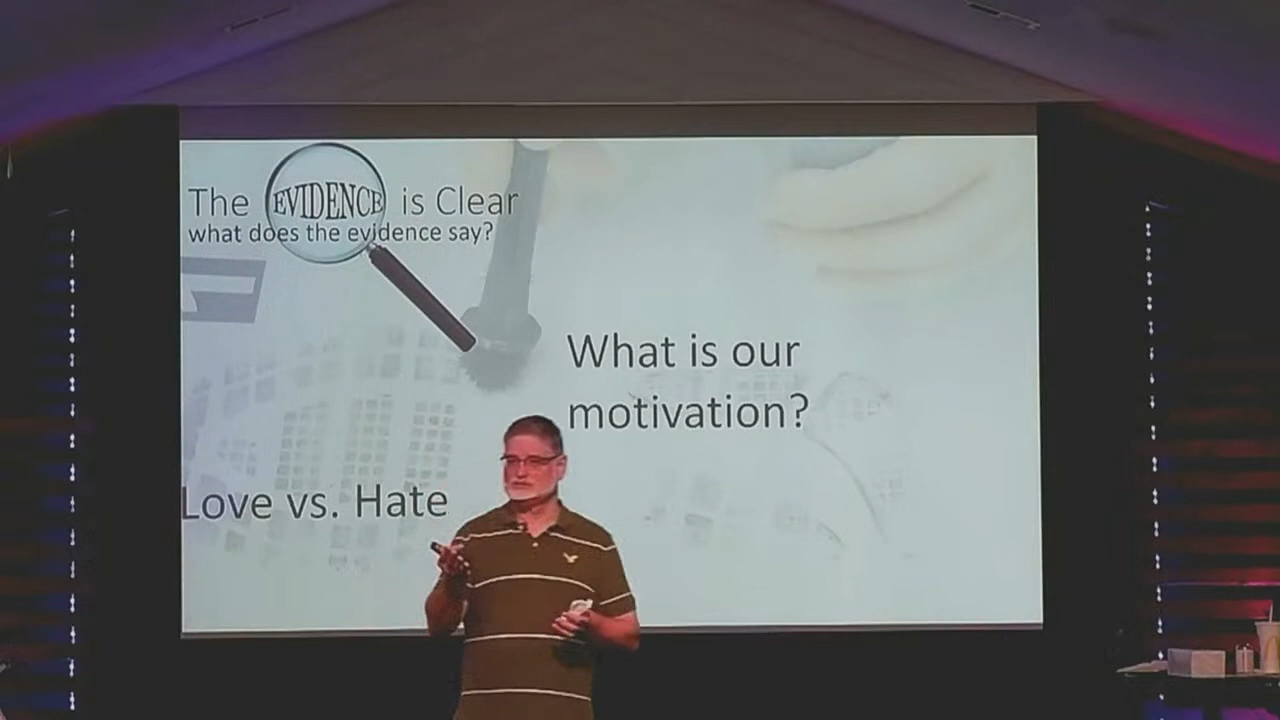 The EVIDENCE is Clear
what does the evidence say?
What is our
motivation?
Love vs. Hate